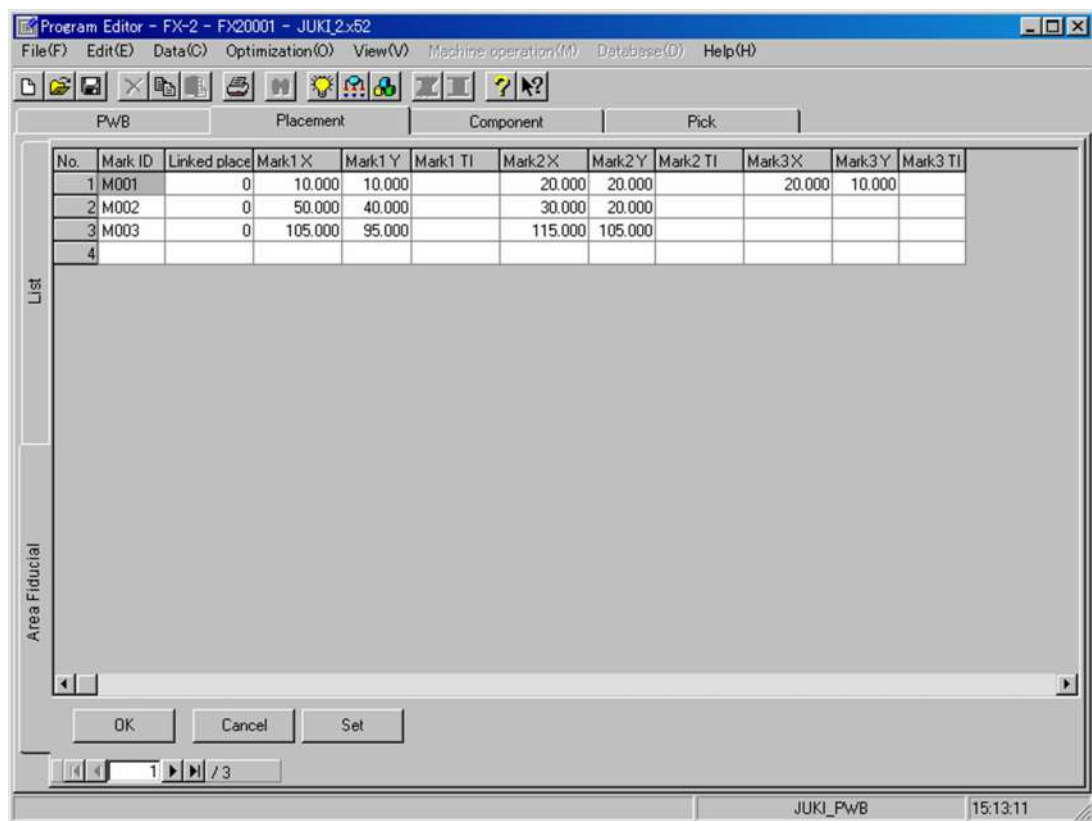 Program Editor - FX-2 - FX20001 - JUKI_2.x52
File(F) Edit(E) Data(C) Optimization(O) View(V) Machine operation(M) Database(D) Help(H)
PWB Placement Component Pick
No. Mark ID Linked place Mark1 X Mark1 Y Mark1 TI Mark2 X Mark2 Y Mark2 TI Mark3 X Mark3 Y Mark3 TI
1 M001 0 10.000 10.000 20.000 20.000 20.000 10.000
2 M002 0 50.000 40.000 30.000 20.000
3 M003 0 105.000 95.000 115.000 105.000
4
List
Area Fiducial
OK Cancel Set
1 / 3
JUKI_PWB 15:13:11